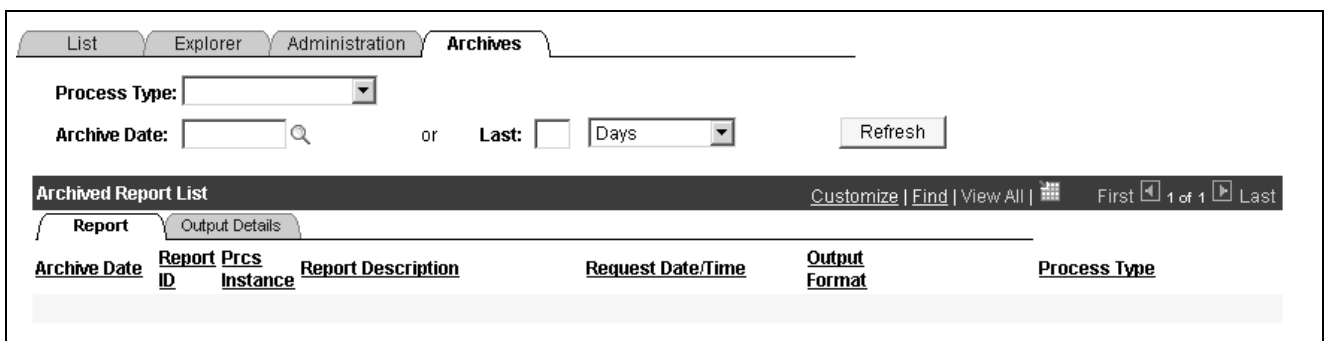 List Explorer Administration Archives
Process Type:
Archive Date: or Last: Days Refresh
Archived Report List Customize | Find | View All | First 1 of 1 Last
Report Output Details
Archive Date Report ID Prcs Instance Report Description Request Date/Time Output Format Process Type